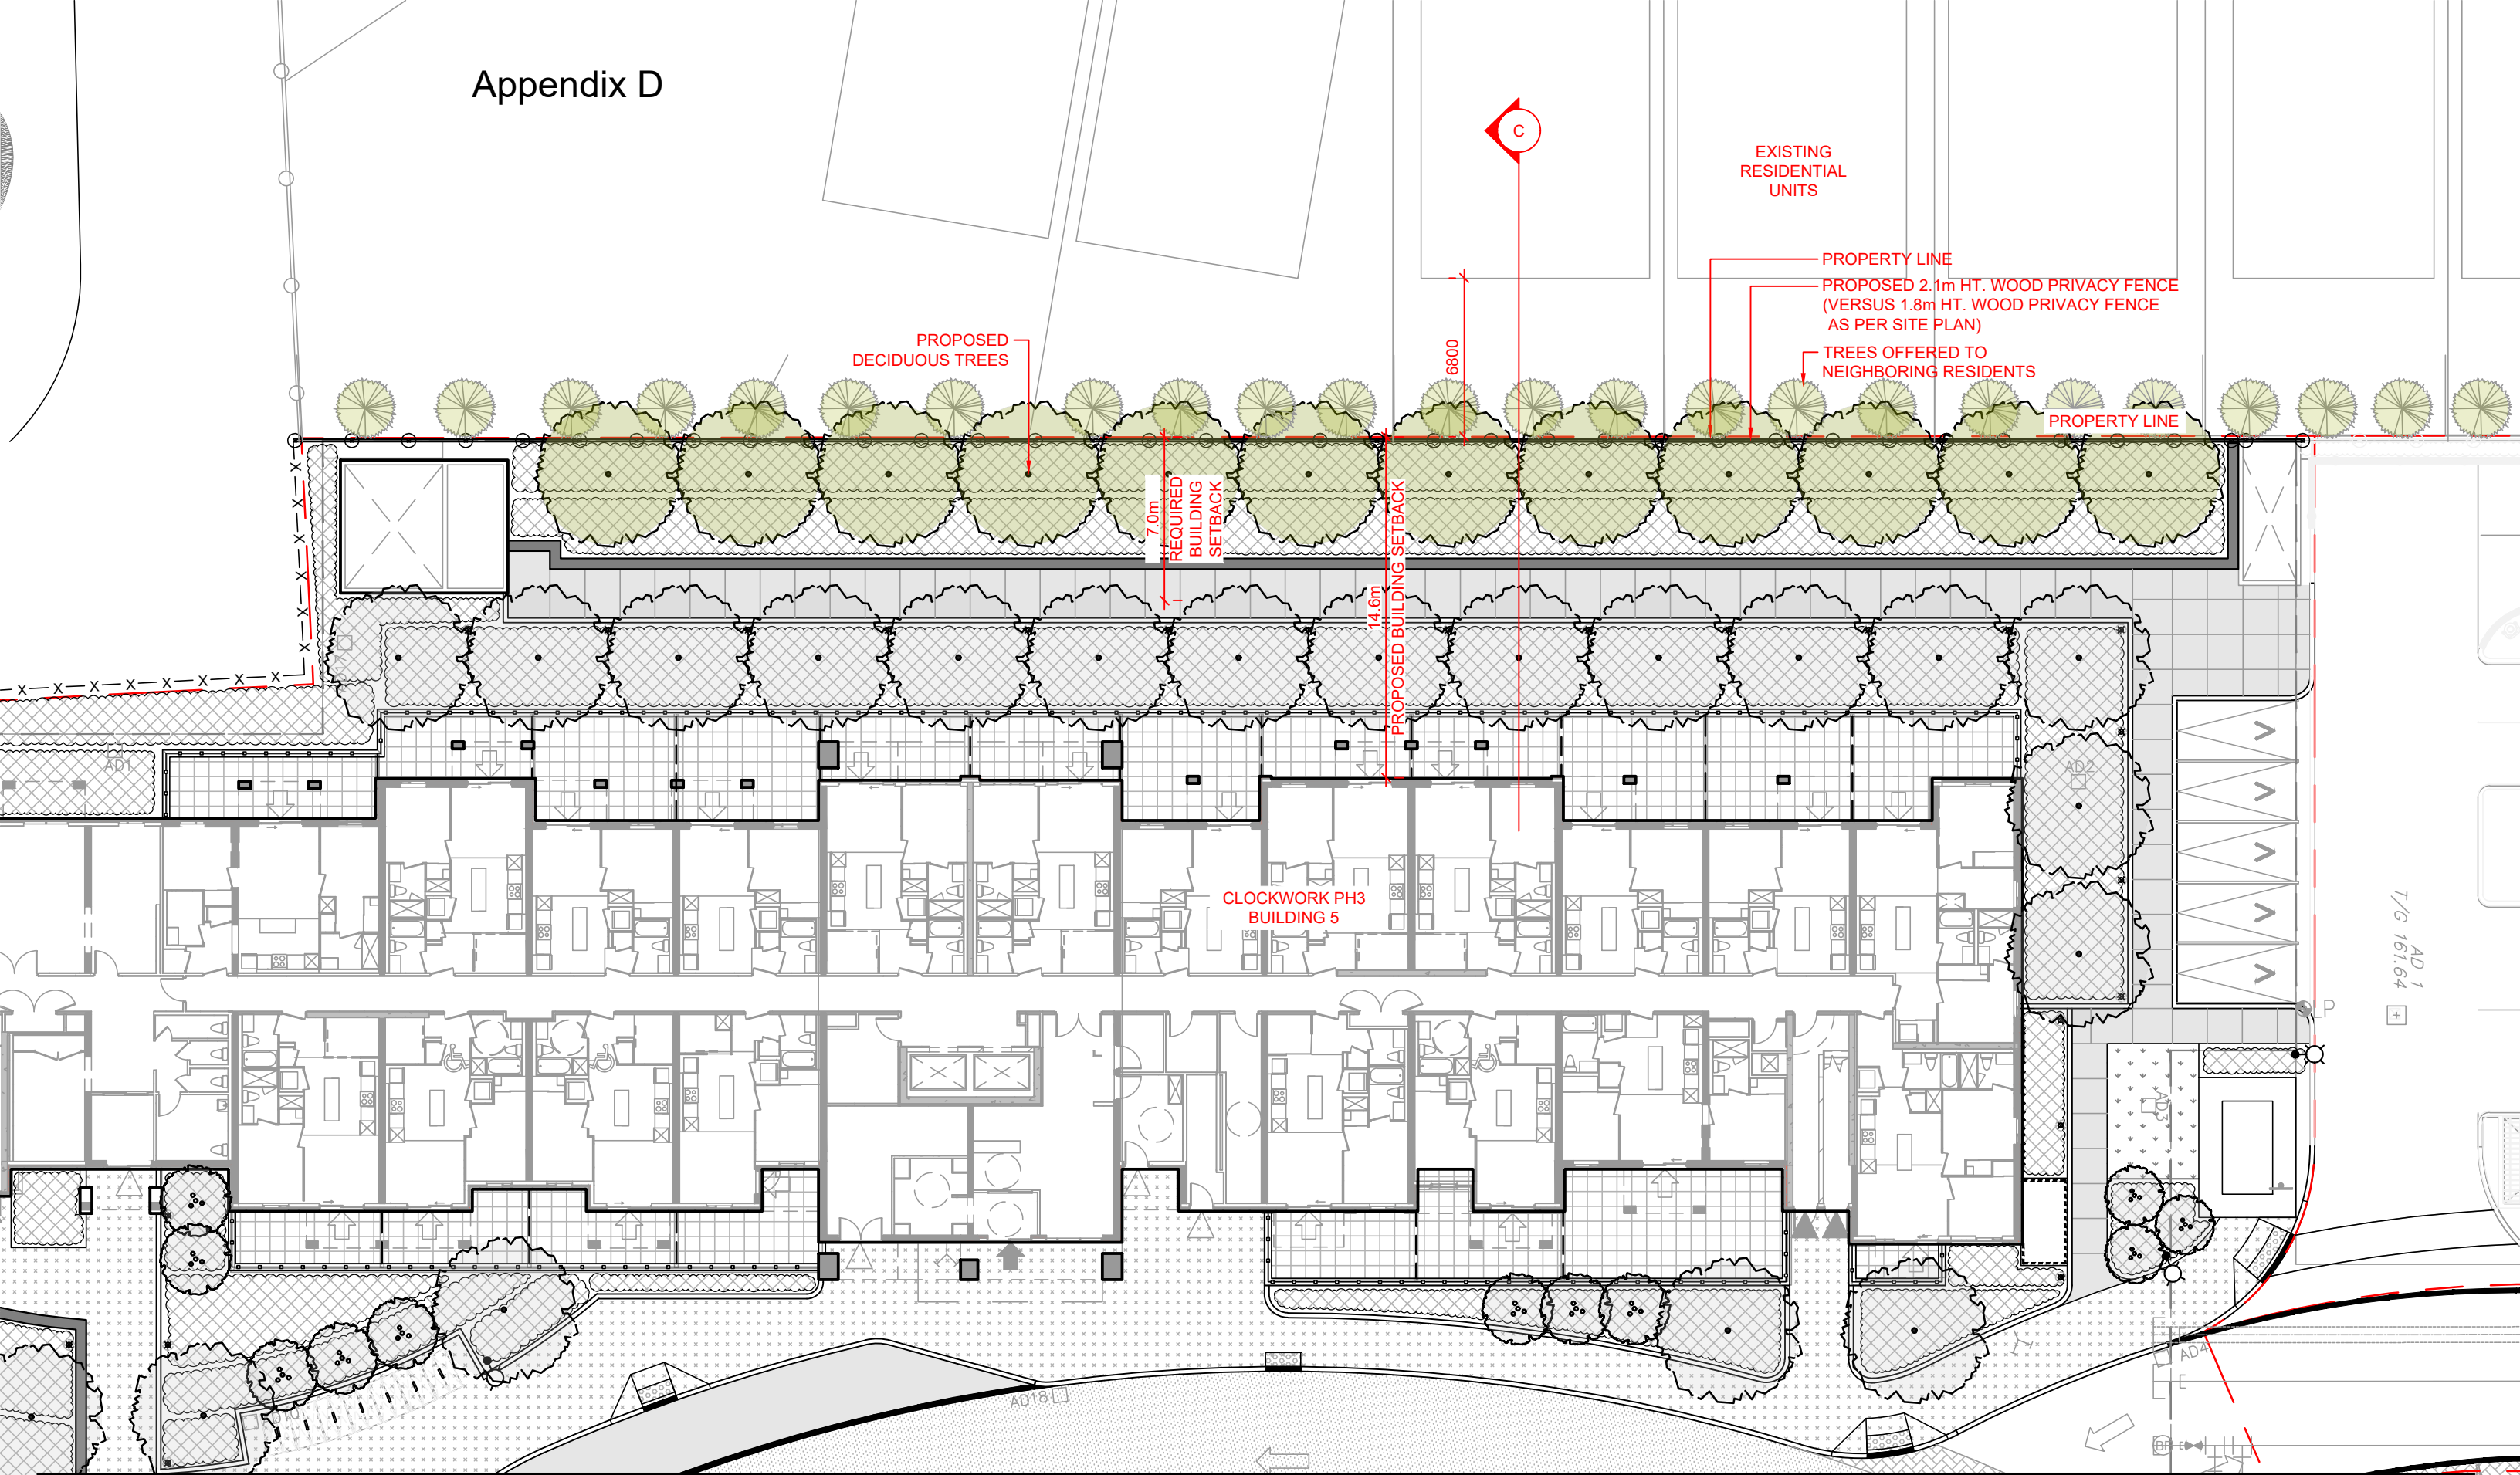 Appendix D
C
EXISTING
RESIDENTIAL
UNITS
PROPERTY LINE
PROPOSED 2.1m HT. WOOD PRIVACY FENCE
(VERSUS 1.8m HT. WOOD PRIVACY FENCE
AS PER SITE PLAN)
PROPOSED
DECIDUOUS TREES
6800
TREES OFFERED TO
NEIGHBORING RESIDENTS
PROPERTY LINE
7.0m
REQUIRED
BUILDING
SETBACK
14.6m
PROPOSED BUILDING SETBACK
AD1
AD2
CLOCKWORK PH3
BUILDING 5
AD 1
T/G 161.64
LP
AD3
AD4
E
AD18